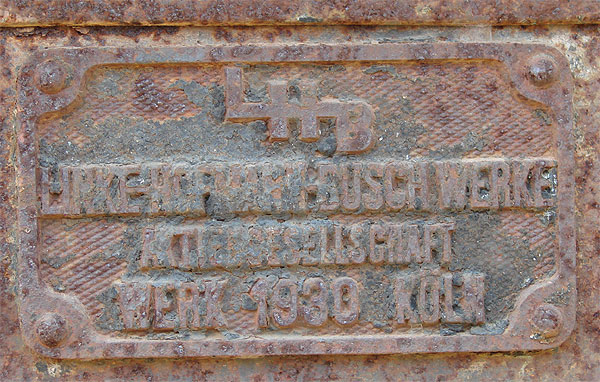 LHB
LINKE-HOFMANN-BUSCH WERKE
AKTIENGESELLSCHAFT
WERK 1930 KÖLN